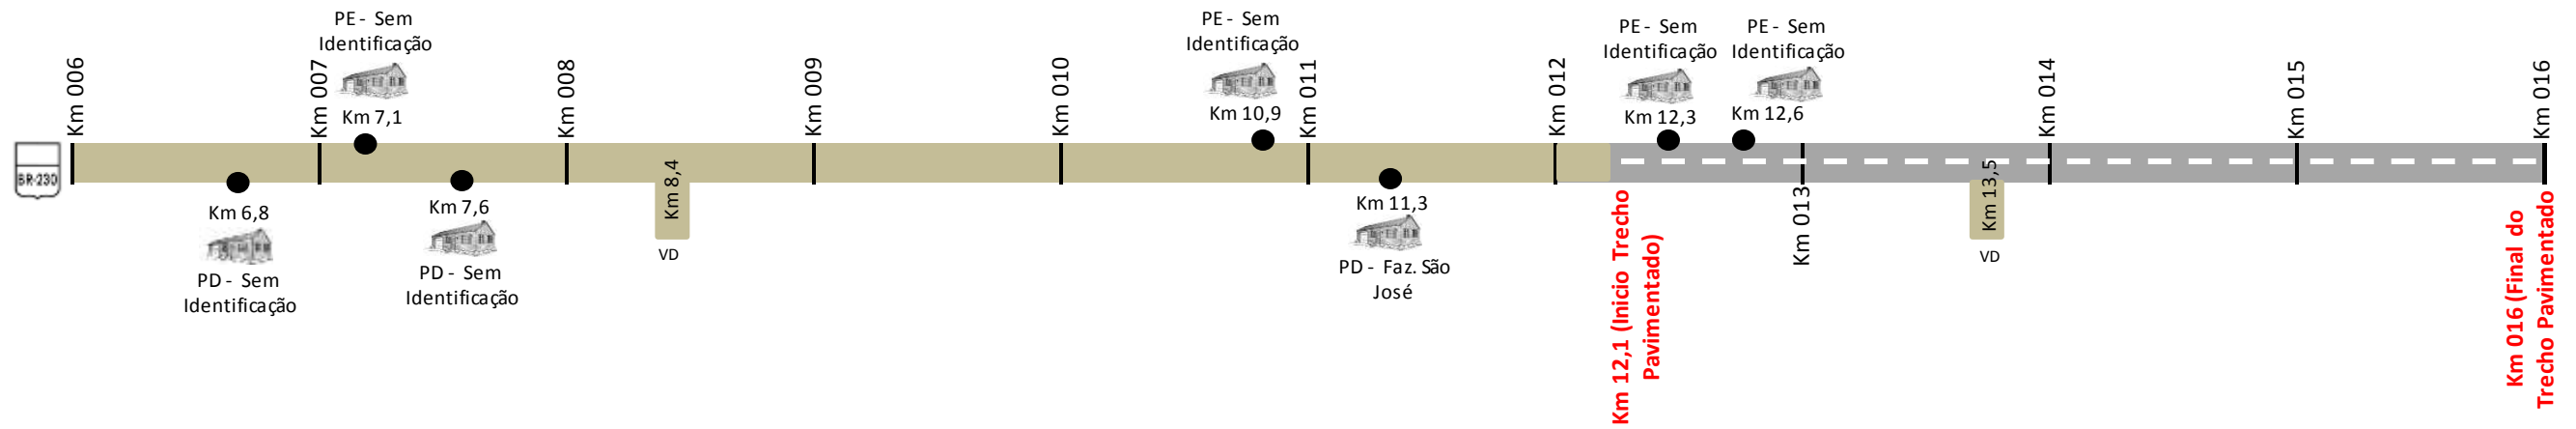 PE - Sem
Identificação
Km 7,1
PE - Sem
Identificação
Km 10,9
PE - Sem
Identificação
Km 12,3
PE - Sem
Identificação
Km 12,6
Km 006
Km 007
Km 008
Km 009
Km 010
Km 011
Km 012
Km 013
Km 014
Km 015
Km 016
BR-230
Km 6,8
PD - Sem
Identificação
Km 7,6
PD - Sem
Identificação
Km 8,4
VD
Km 11,3
PD - Faz. São
José
Km 12,1 (Inicio Trecho
Pavimentado)
Km 13,5
VD
Km 016 (Final do
Trecho Pavimentado